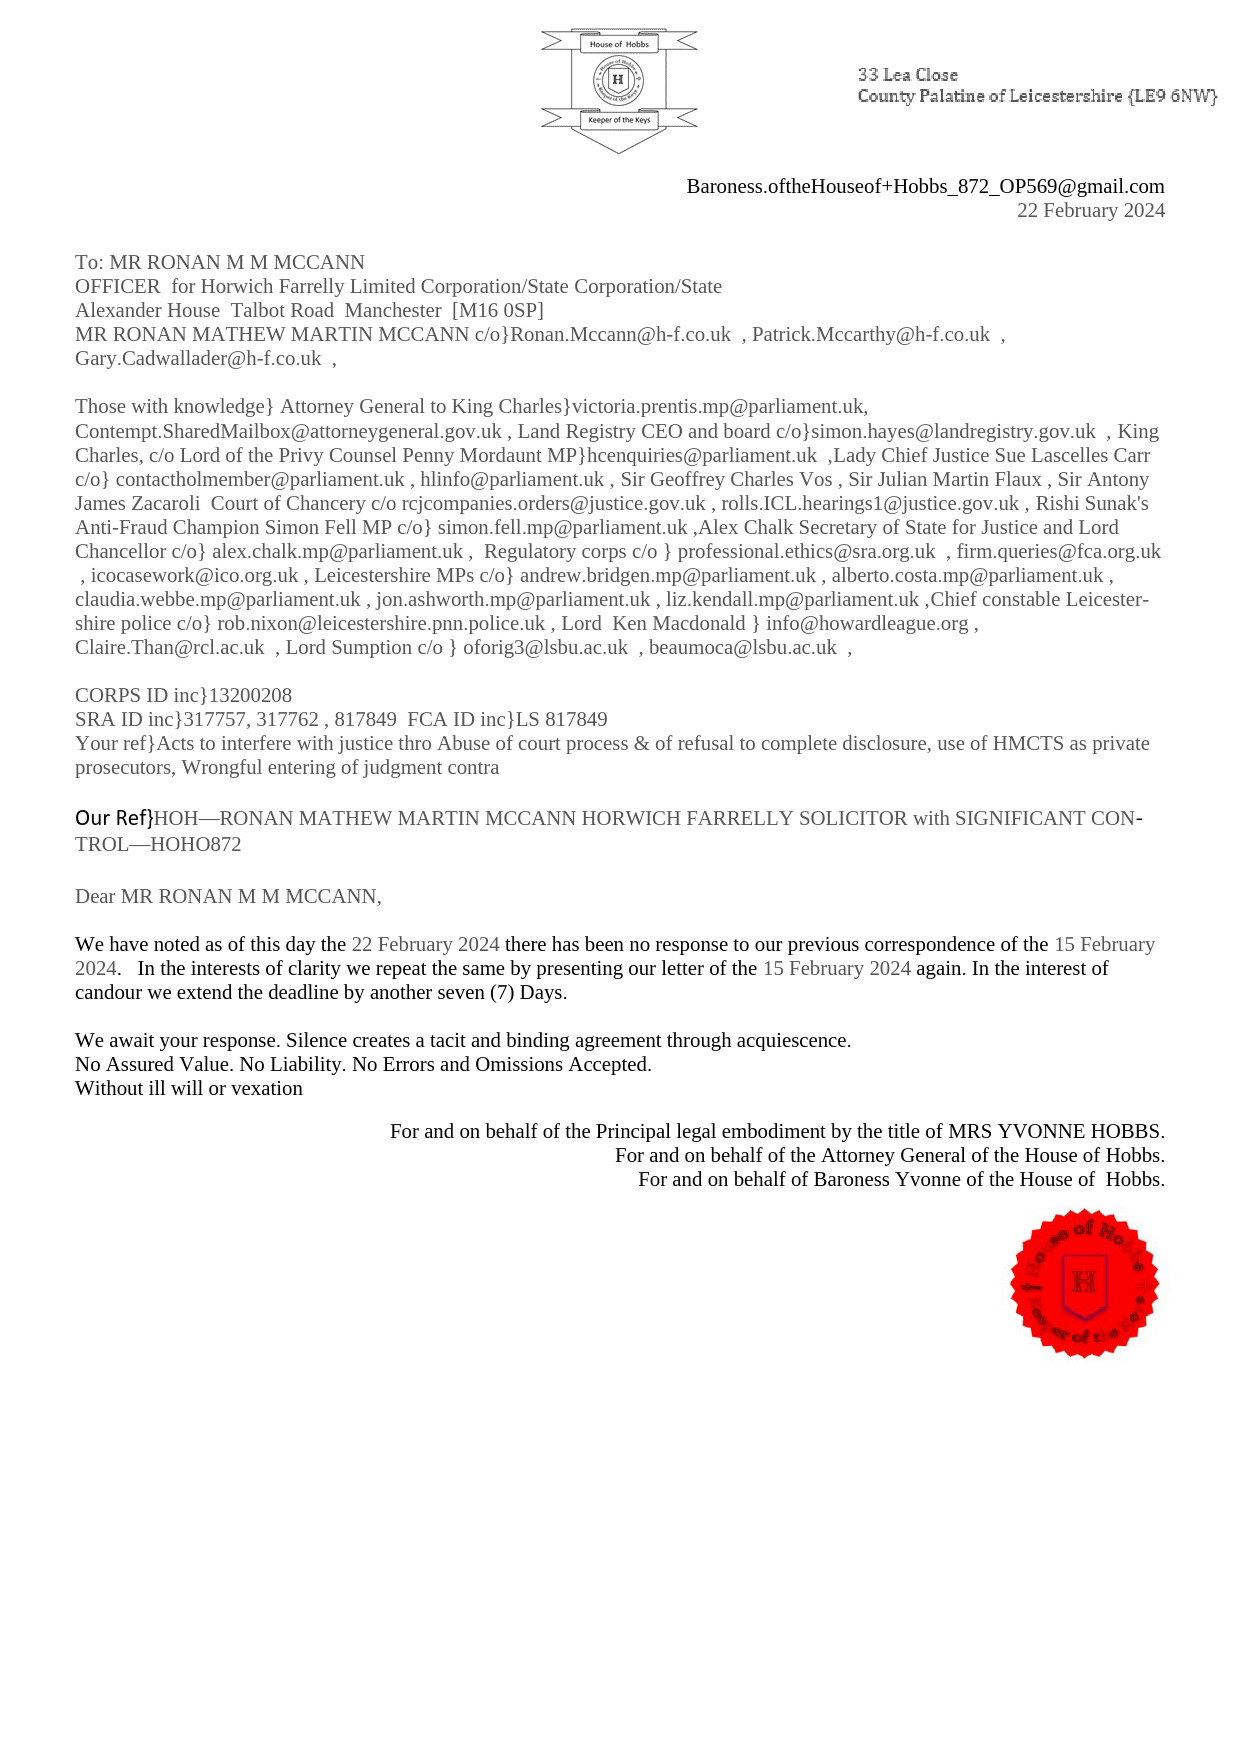 House of Hobbs
House of Hobbs
H
Keeper of the Keys
Keeper of the Keys
33 Lea Close
County Palatine of Leicestershire {LE9 6NW}
Baroness.oftheHouseof+Hobbs_872_OP569@gmail.com
22 February 2024
To: MR RONAN M M MCCANN
OFFICER for Horwich Farrelly Limited Corporation/State Corporation/State
Alexander House Talbot Road Manchester [M16 0SP]
MR RONAN MATHEW MARTIN MCCANN c/o}Ronan.Mccann@h-f.co.uk , Patrick.Mccarthy@h-f.co.uk ,
Gary.Cadwallader@h-f.co.uk ,
Those with knowledge} Attorney General to King Charles}victoria.prentis.mp@parliament.uk,
Contempt.SharedMailbox@attorneygeneral.gov.uk , Land Registry CEO and board c/o}simon.hayes@landregistry.gov.uk , King
Charles, c/o Lord of the Privy Counsel Penny Mordaunt MP}hcenquiries@parliament.uk ,Lady Chief Justice Sue Lascelles Carr
c/o} contactholmember@parliament.uk , hlinfo@parliament.uk , Sir Geoffrey Charles Vos , Sir Julian Martin Flaux , Sir Antony
James Zacaroli Court of Chancery c/o rcjcompanies.orders@justice.gov.uk , rolls.ICL.hearings1@justice.gov.uk , Rishi Sunak's
Anti-Fraud Champion Simon Fell MP c/o} simon.fell.mp@parliament.uk ,Alex Chalk Secretary of State for Justice and Lord
Chancellor c/o} alex.chalk.mp@parliament.uk , Regulatory corps c/o } professional.ethics@sra.org.uk , firm.queries@fca.org.uk
, icocasework@ico.org.uk , Leicestershire MPs c/o} andrew.bridgen.mp@parliament.uk , alberto.costa.mp@parliament.uk ,
claudia.webbe.mp@parliament.uk , jon.ashworth.mp@parliament.uk , liz.kendall.mp@parliament.uk ,Chief constable Leicester-
shire police c/o} rob.nixon@leicestershire.pnn.police.uk , Lord Ken Macdonald } info@howardleague.org ,
Claire.Than@rcl.ac.uk , Lord Sumption c/o } oforig3@lsbu.ac.uk , beaumoca@lsbu.ac.uk ,
CORPS ID inc}13200208
SRA ID inc}317757, 317762 , 817849 FCA ID inc}LS 817849
Your ref}Acts to interfere with justice thro Abuse of court process & of refusal to complete disclosure, use of HMCTS as private
prosecutors, Wrongful entering of judgment contra
Our Ref}HOH—RONAN MATHEW MARTIN MCCANN HORWICH FARRELLY SOLICITOR with SIGNIFICANT CON-
TROL—HOHO872
Dear MR RONAN M M MCCANN,
We have noted as of this day the 22 February 2024 there has been no response to our previous correspondence of the 15 February
2024. In the interests of clarity we repeat the same by presenting our letter of the 15 February 2024 again. In the interest of
candour we extend the deadline by another seven (7) Days.
We await your response. Silence creates a tacit and binding agreement through acquiescence.
No Assured Value. No Liability. No Errors and Omissions Accepted.
Without ill will or vexation
For and on behalf of the Principal legal embodiment by the title of MRS YVONNE HOBBS.
For and on behalf of the Attorney General of the House of Hobbs.
For and on behalf of Baroness Yvonne of the House of Hobbs.
House of Hobbs
H
Keeper of the Keys